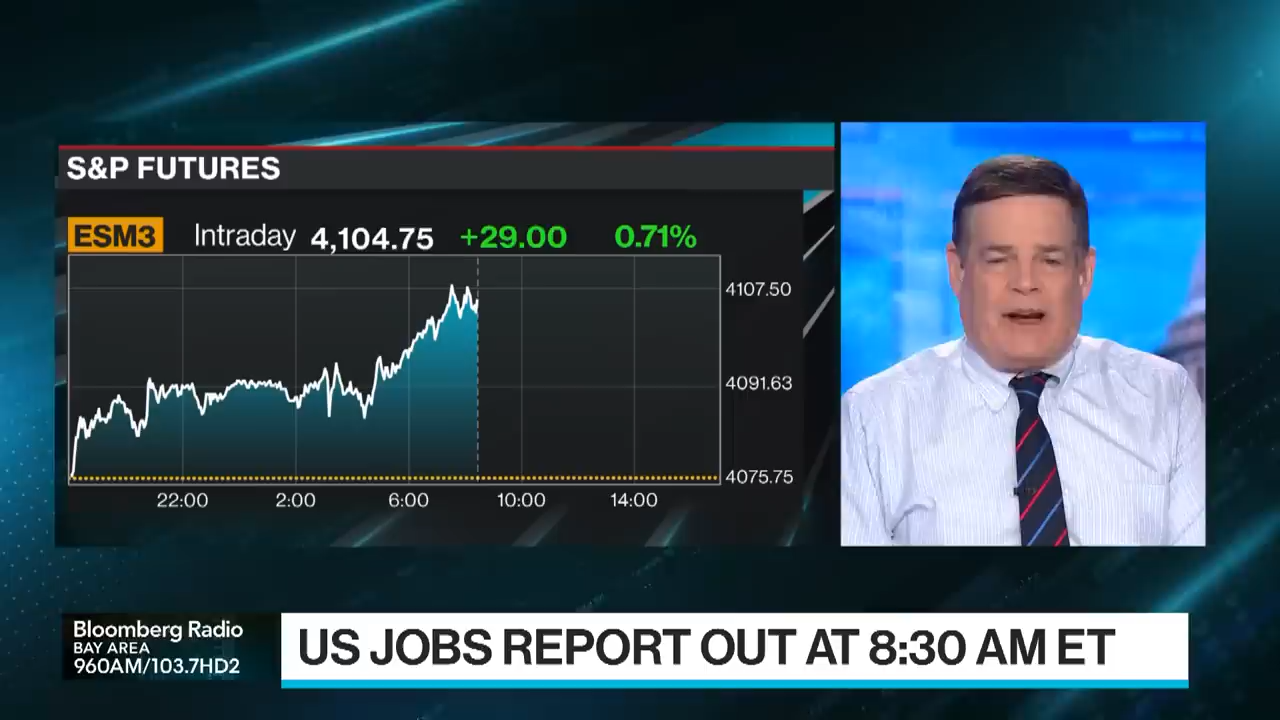 S&P FUTURES
ESM3 Intraday 4,104.75 +29.00 0.71%
4107.50
4091.63
4075.75
22:00 2:00 6:00 10:00 14:00
Bloomberg Radio
BAY AREA
960AM/103.7HD2
US JOBS REPORT OUT AT 8:30 AM ET